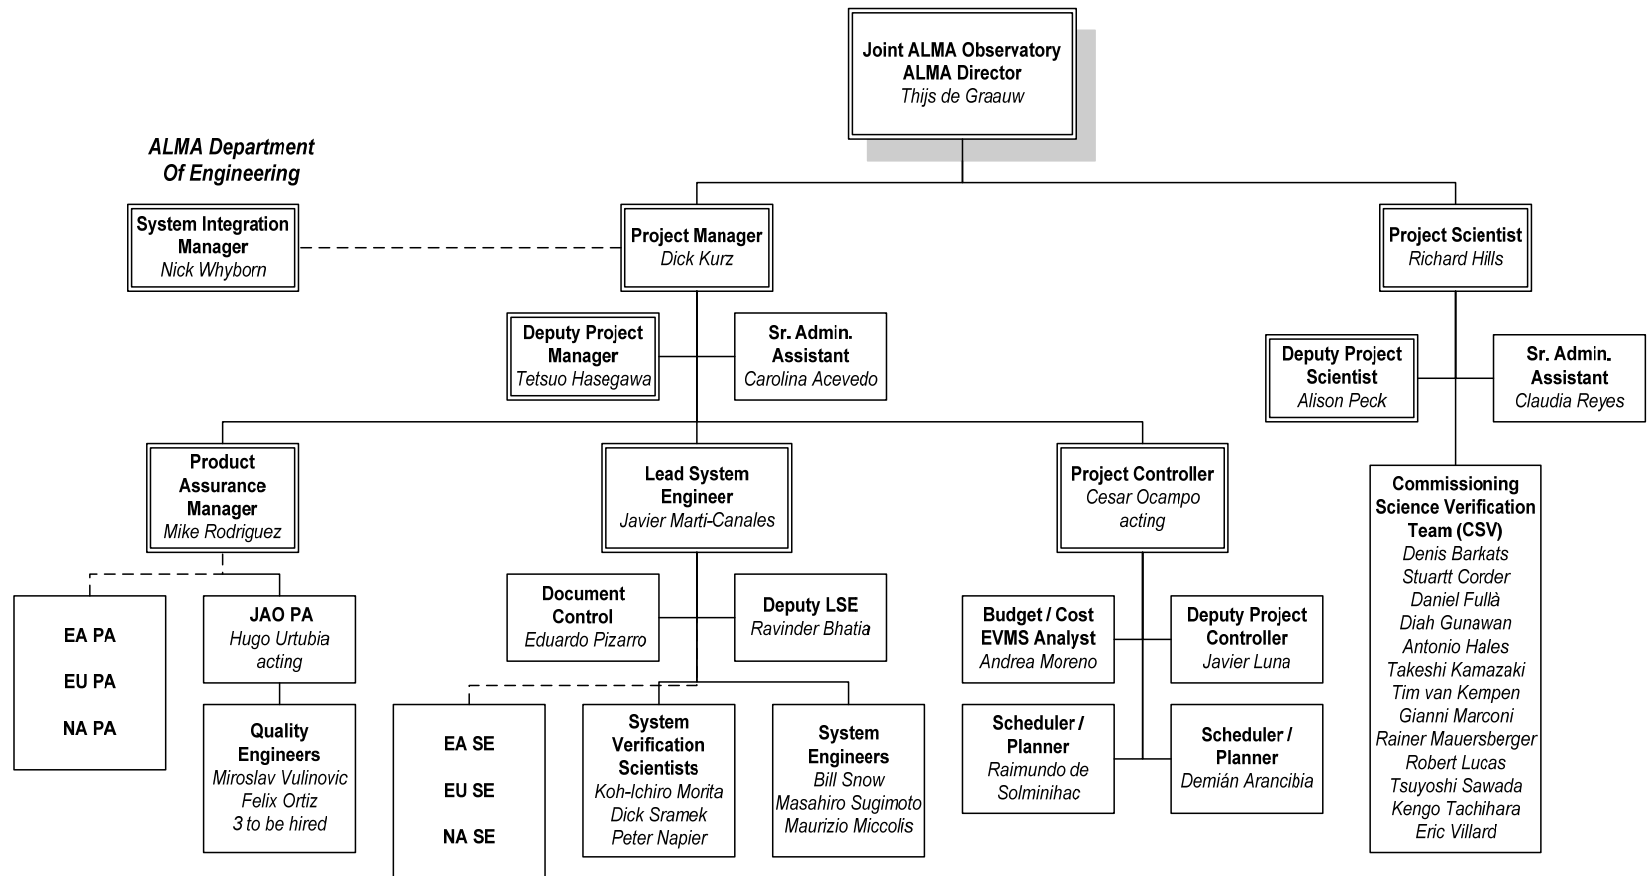 Joint ALMA Observatory
ALMA Director
Thijs de Graauw
ALMA Department
Of Engineering
System Integration
Manager
Nick Whyborn
Project Manager
Dick Kurz
Project Scientist
Richard Hills
Deputy Project
Manager
Tetsuo Hasegawa
Sr. Admin.
Assistant
Carolina Acevedo
Deputy Project
Scientist
Alison Peck
Sr. Admin.
Assistant
Claudia Reyes
Product
Assurance
Manager
Mike Rodriguez
Lead System
Engineer
Javier Marti-Canales
Project Controller
Cesar Ocampo
acting
Commissioning
Science Verification
Team (CSV)
Denis Barkats
Stuartt Corder
Daniel Fullà
Diah Gunawan
Antonio Hales
Takeshi Kamazaki
Tim van Kempen
Gianni Marconi
Rainer Mauersberger
Robert Lucas
Tsuyoshi Sawada
Kengo Tachihara
Eric Villard
EA PA
EU PA
NA PA
JAO PA
Hugo Urtubia
acting
Quality
Engineers
Miroslav Vulinovic
Felix Ortiz
3 to be hired
Document
Control
Eduardo Pizarro
Deputy LSE
Ravinder Bhatia
EA SE
EU SE
NA SE
System
Verification
Scientists
Koh-Ichiro Morita
Dick Sramek
Peter Napier
System
Engineers
Bill Snow
Masahiro Sugimoto
Maurizio Miccolis
Budget / Cost
EVMS Analyst
Andrea Moreno
Deputy Project
Controller
Javier Luna
Scheduler /
Planner
Raimundo de
Solminihac
Scheduler /
Planner
Demián Arancibia